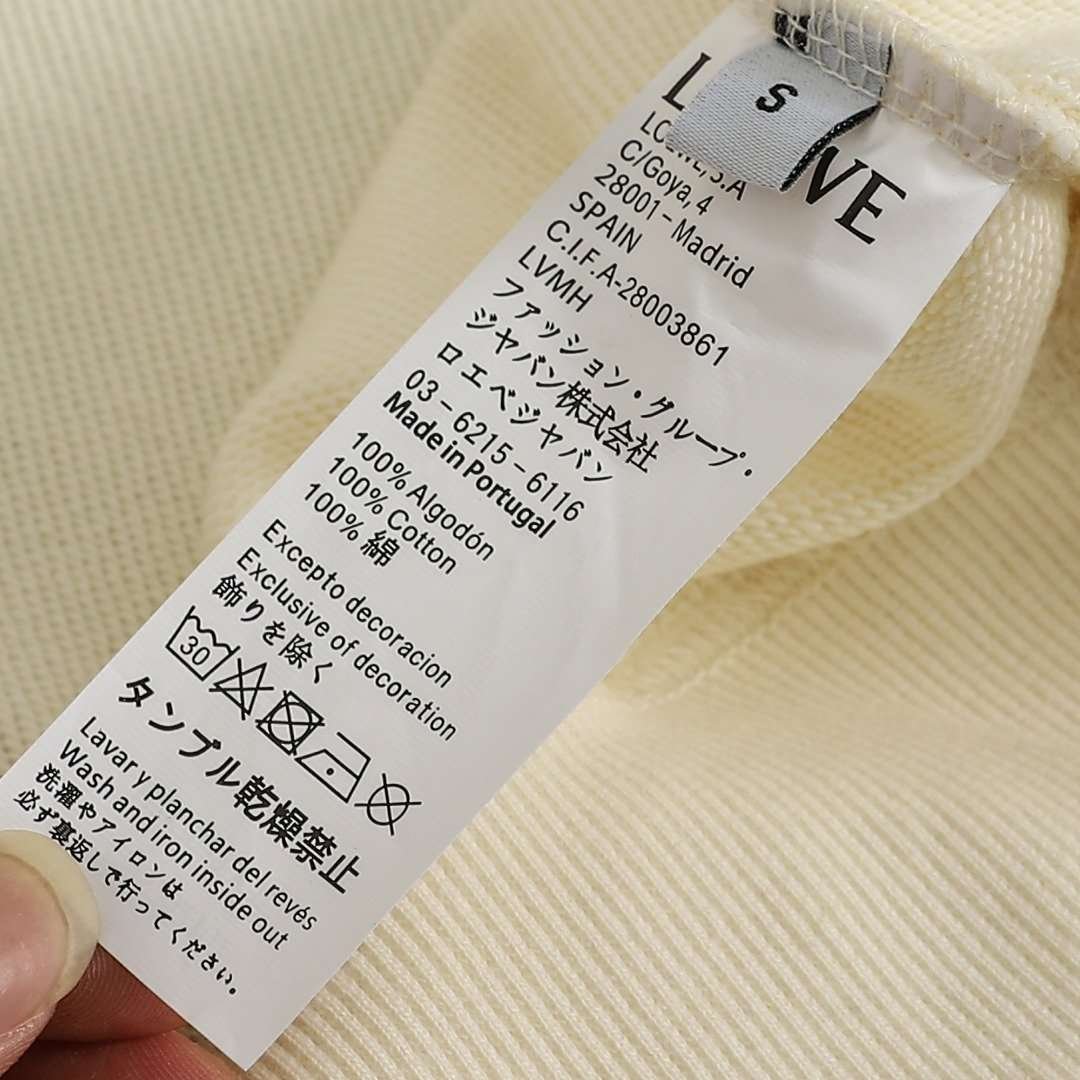 S
L VE
LOEWE, S.A
C/Goya, 4
28001 - Madrid
SPAIN
C.I.F.A-28003861
LVMH
ファッション・グループ・
ジャパン株式会社
ロエベジャパン
03 - 6215 - 6116
Made in Portugal
100% Algodón
100% Cotton
100% 綿
Excepto decoracion
Exclusive of decoration
飾りを除く
30
タンブル乾燥禁止
Lavar y planchar del revés
Wash and iron inside out
洗濯やアイロンは
必ず裏返しで行ってください。